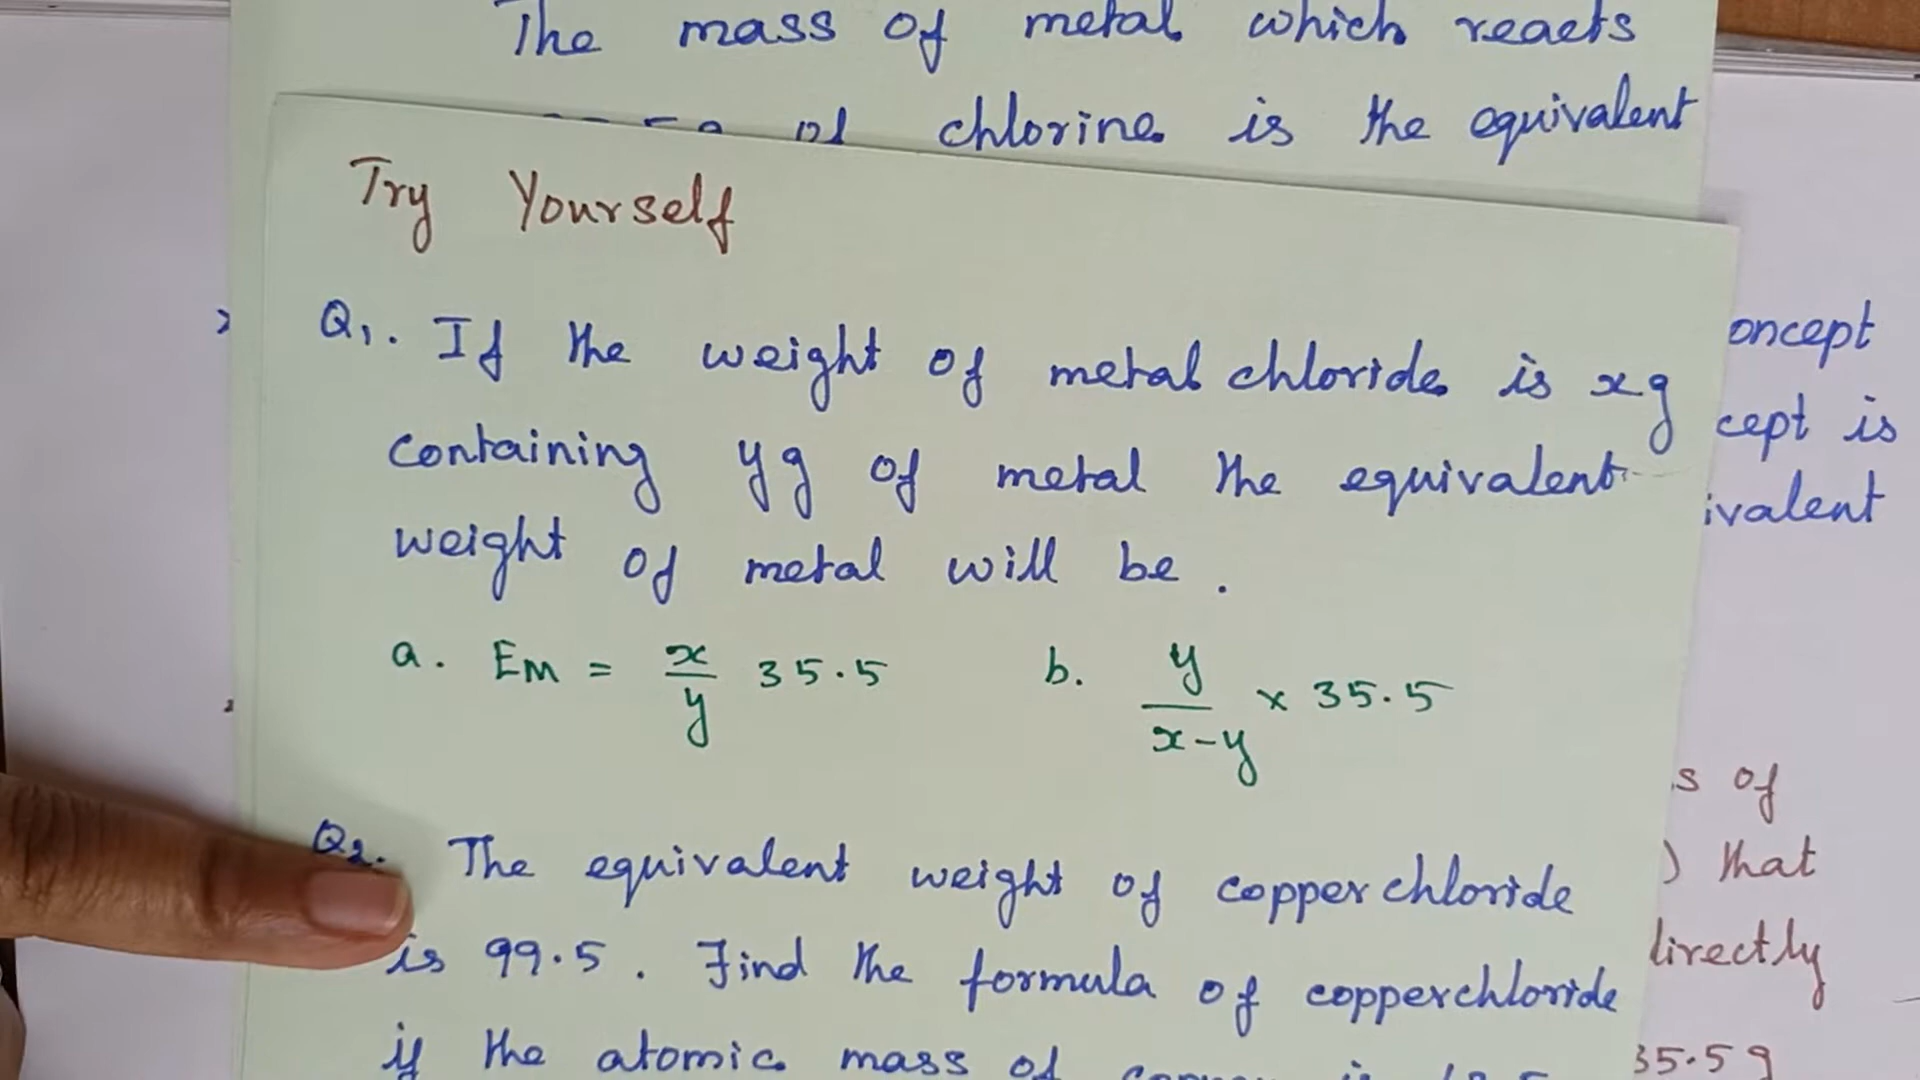 The mass of metal which reacts
of chlorine is the equivalent
Try Yourself
Q1. If the weight of metal chloride is xg
containing yg of metal the equivalent
weight of metal will be.
a. EM = x/y 35.5 b. y/x-y × 35.5
Q2. The equivalent weight of copper chloride
is 99.5. Find the formula of copperchloride
if the atomic mass of
oncept
cept is
ivalent
s of
) that
directly
35.5g